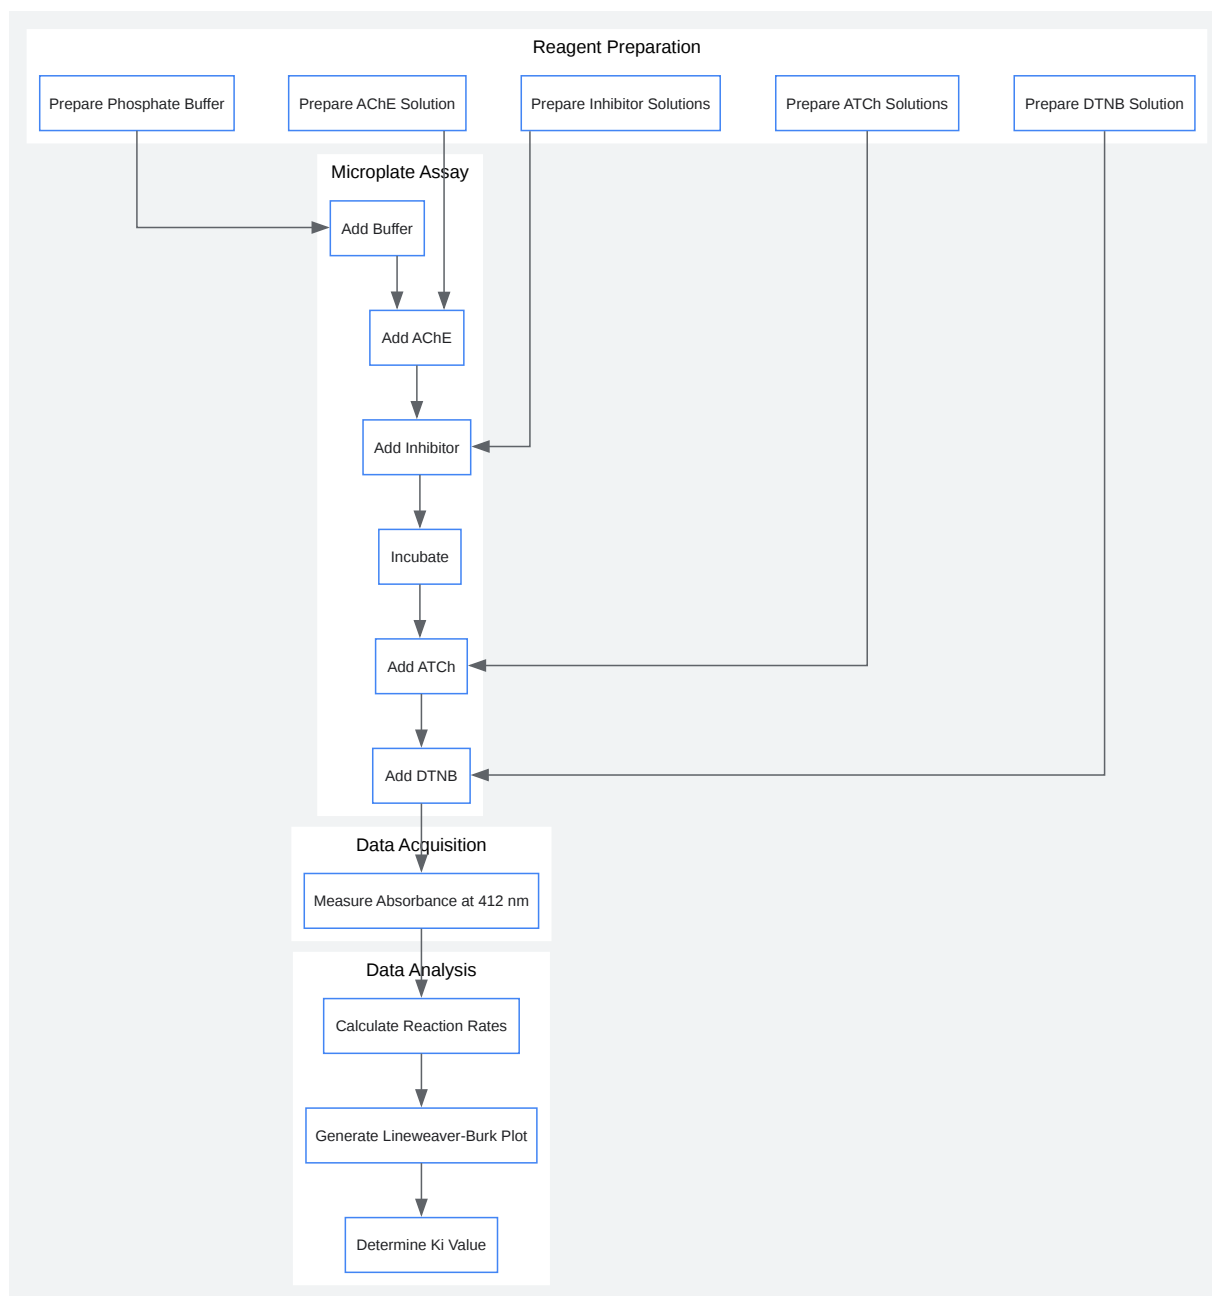 Reagent Preparation
Prepare Phosphate Buffer
Prepare AChE Solution
Prepare Inhibitor Solutions
Prepare ATCh Solutions
Prepare DTNB Solution
Microplate Assay
Add Buffer
Add AChE
Add Inhibitor
Incubate
Add ATCh
Add DTNB
Data Acquisition
Measure Absorbance at 412 nm
Data Analysis
Calculate Reaction Rates
Generate Lineweaver-Burk Plot
Determine Ki Value